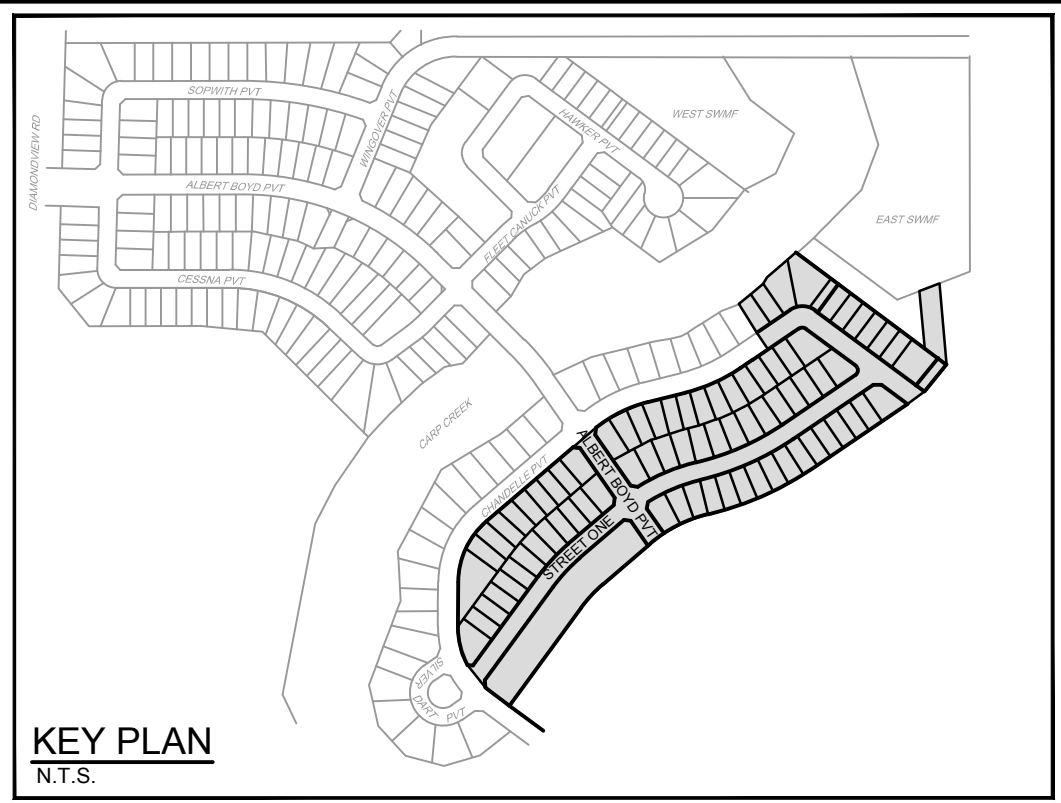 SOPWITH PVT
WINGOVER PVT
HAWKER PVT
WEST SWMF
DIAMONDVIEW RD
ALBERT BOYD PVT
FLEET CANUCK PVT
EAST SWMF
CESSNA PVT
CARP CREEK
CHANDELLE PVT
ALBERT BOYD PVT
STREET ONE
SILVER
DART PVT
KEY PLAN
N.T.S.